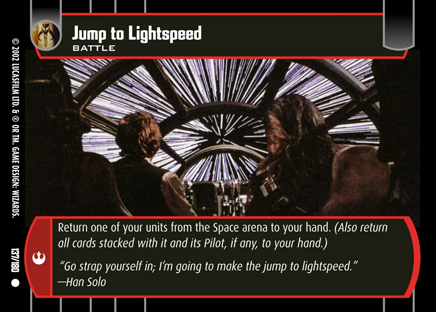 Jump to Lightspeed
BATTLE
Return one of your units from the Space arena to your hand. (Also return
all cards stacked with it and its Pilot, if any, to your hand.)
“Go strap yourself in; I’m going to make the jump to lightspeed.”
—Han Solo
© 2002 LUCASFILM LTD. & ® OR TM. GAME DESIGN: WIZARDS.
137/180